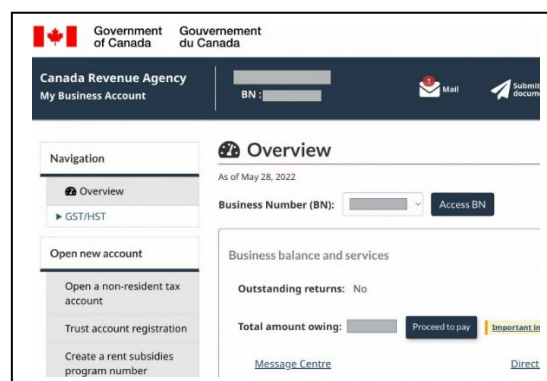 Government of Canada
Gouvernement du Canada
Canada Revenue Agency
My Business Account
BN :
Mail
Submit
docum
Navigation
Overview
GST/HST
Open new account
Open a non-resident tax
account
Trust account registration
Create a rent subsidies
program number
Overview
As of May 28, 2022
Business Number (BN):
Access BN
Business balance and services
Outstanding returns: No
Total amount owing:
Proceed to pay
Important in
Message Centre
Direct